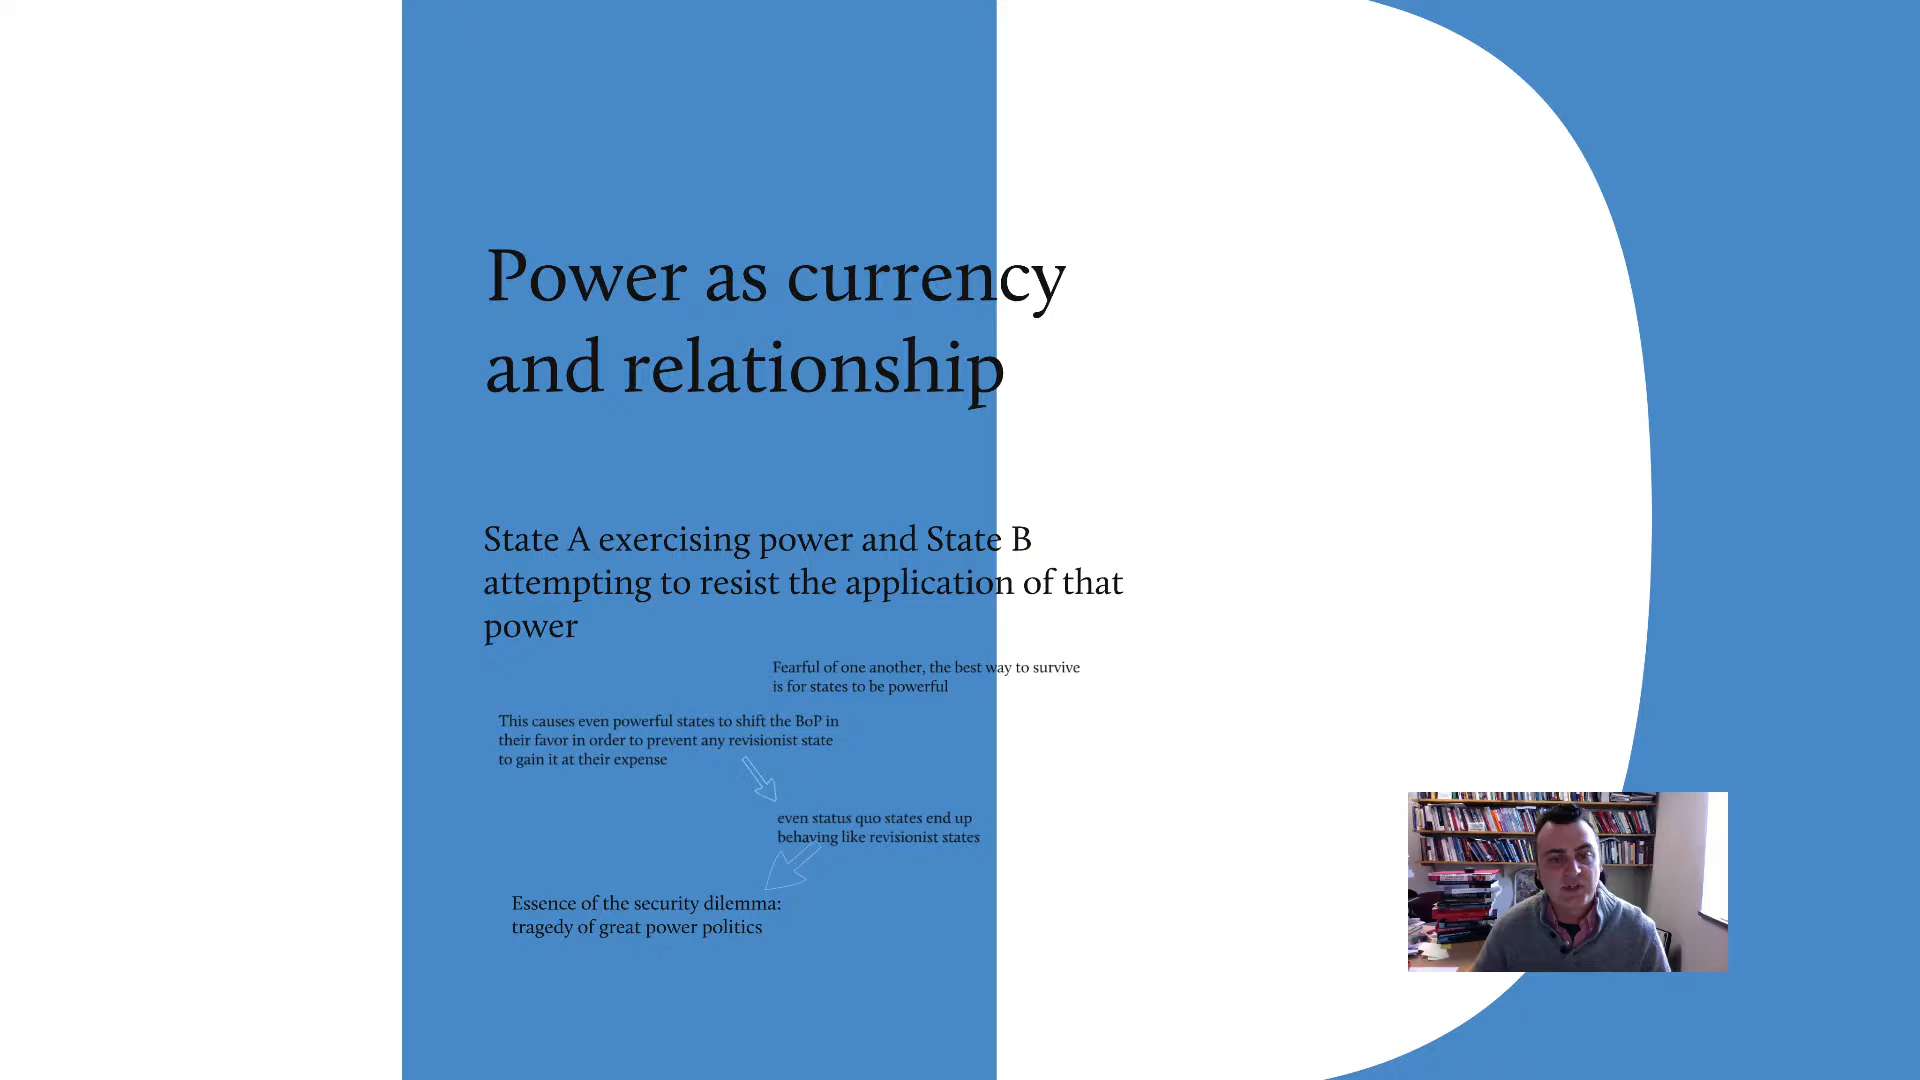 Power as currency
and relationship
State A exercising power and State B
attempting to resist the application of that
power
Fearful of one another, the best way to survive
is for states to be powerful
This causes even powerful states to shift the BoP in
their favor in order to prevent any revisionist state
to gain it at their expense
even status quo states end up
behaving like revisionist states
Essence of the security dilemma:
tragedy of great power politics